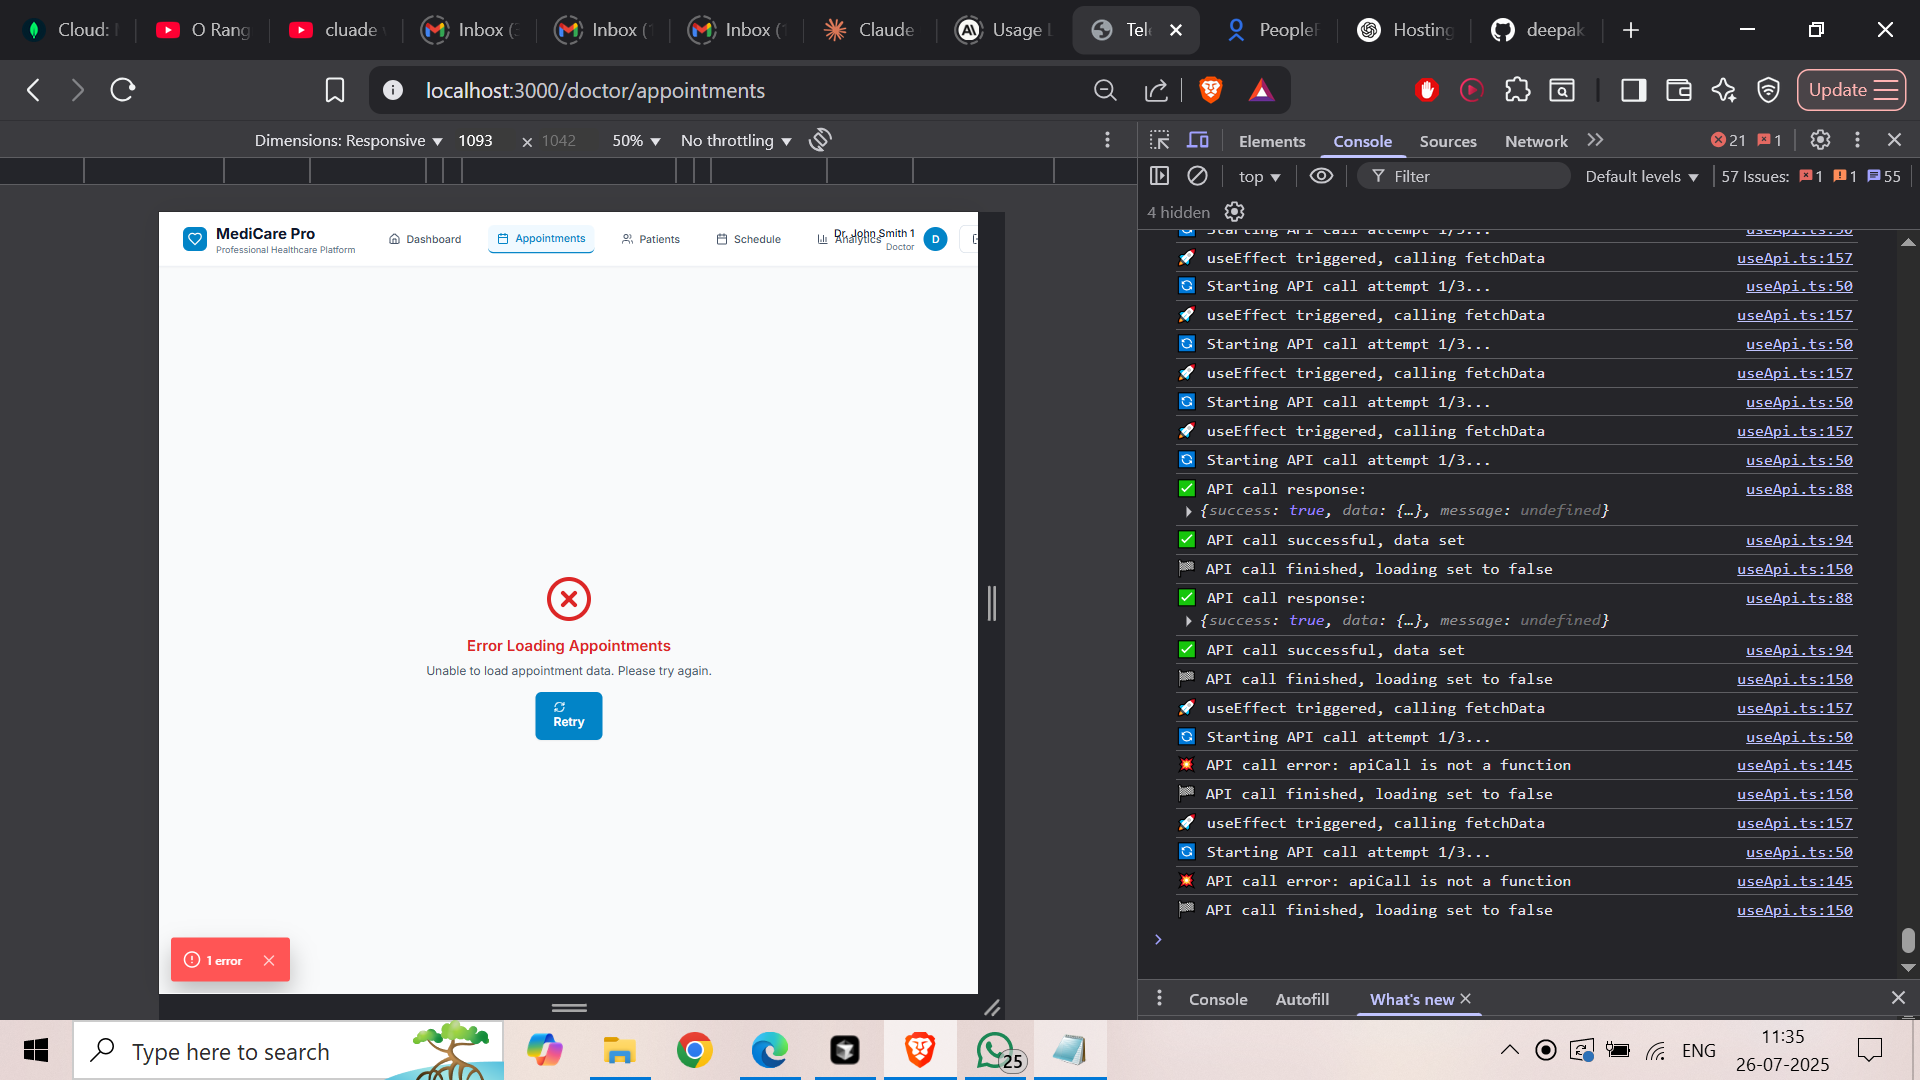 Cloud:
O Rang
cluade
Inbox (
Inbox (
Inbox (
Claude
Usage
Tel
People
Hosting
deepak
localhost:3000/doctor/appointments
Update
Dimensions: Responsive 1093 × 1042 50% No throttling
Elements Console Sources Network 21 1
top Filter Default levels 57 Issues: 1 1 55
4 hidden
MediCare Pro
Professional Healthcare Platform
Dashboard Appointments Patients Schedule Analytics
Dr. John Smith 1
Doctor
D
Error Loading Appointments
Unable to load appointment data. Please try again.
Retry
1 error
Starting API call attempt 1/3... useApi.ts:50
useEffect triggered, calling fetchData useApi.ts:157
Starting API call attempt 1/3... useApi.ts:50
useEffect triggered, calling fetchData useApi.ts:157
Starting API call attempt 1/3... useApi.ts:50
useEffect triggered, calling fetchData useApi.ts:157
Starting API call attempt 1/3... useApi.ts:50
useEffect triggered, calling fetchData useApi.ts:157
Starting API call attempt 1/3... useApi.ts:50
API call response: useApi.ts:88
{success: true, data: {…}, message: undefined}
API call successful, data set useApi.ts:94
API call finished, loading set to false useApi.ts:150
API call response: useApi.ts:88
{success: true, data: {…}, message: undefined}
API call successful, data set useApi.ts:94
API call finished, loading set to false useApi.ts:150
useEffect triggered, calling fetchData useApi.ts:157
Starting API call attempt 1/3... useApi.ts:50
API call error: apiCall is not a function useApi.ts:145
API call finished, loading set to false useApi.ts:150
useEffect triggered, calling fetchData useApi.ts:157
Starting API call attempt 1/3... useApi.ts:50
API call error: apiCall is not a function useApi.ts:145
API call finished, loading set to false useApi.ts:150
Console Autofill What's new
Type here to search
25
ENG
11:35
26-07-2025